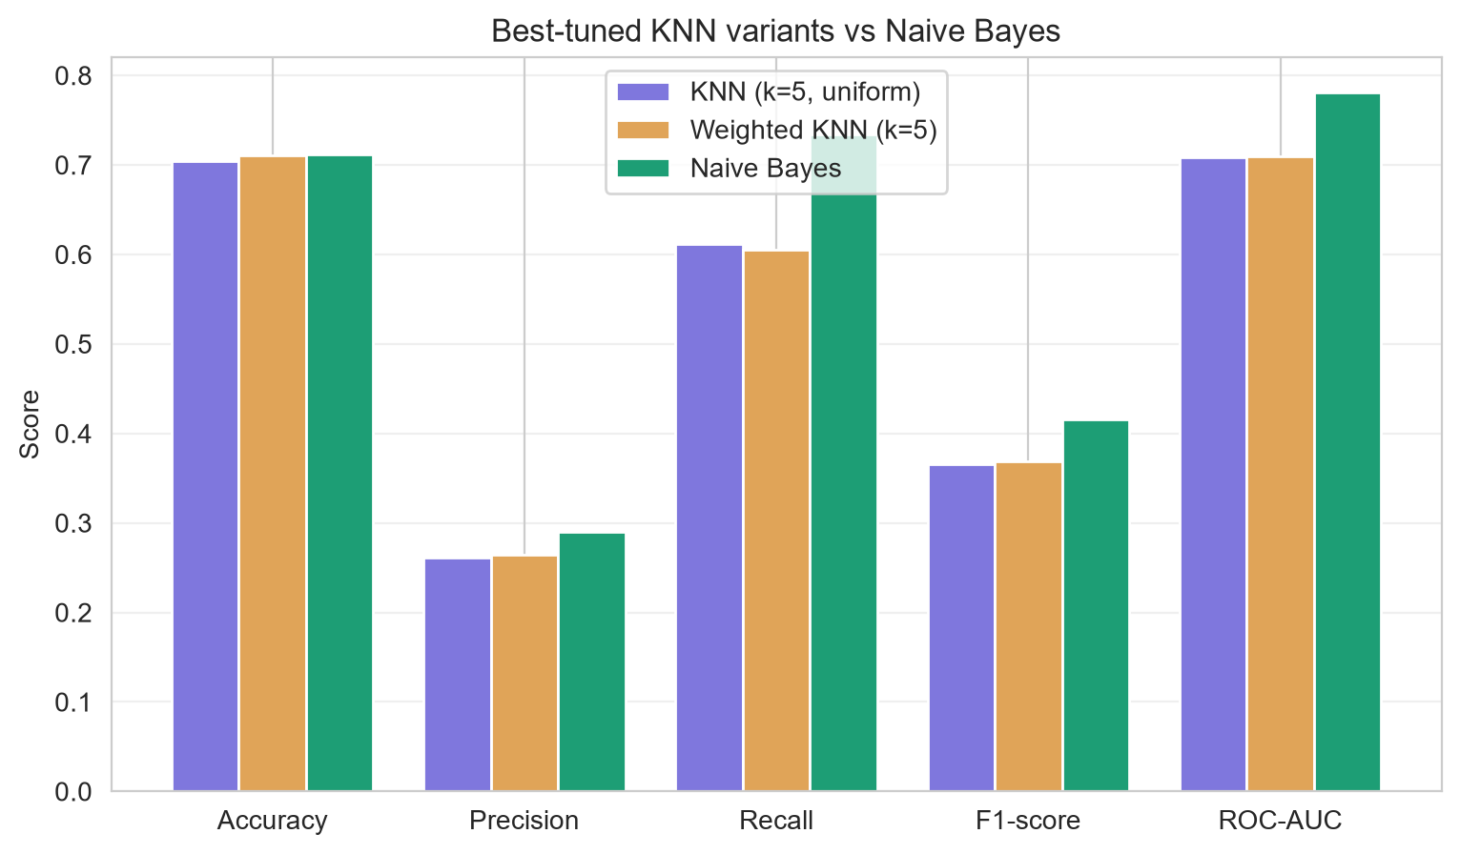 Best-tuned KNN variants vs Naive Bayes
KNN (k=5, uniform)
Weighted KNN (k=5)
Naive Bayes
Score
0.8
0.7
0.6
0.5
0.4
0.3
0.2
0.1
0.0
Accuracy
Precision
Recall
F1-score
ROC-AUC